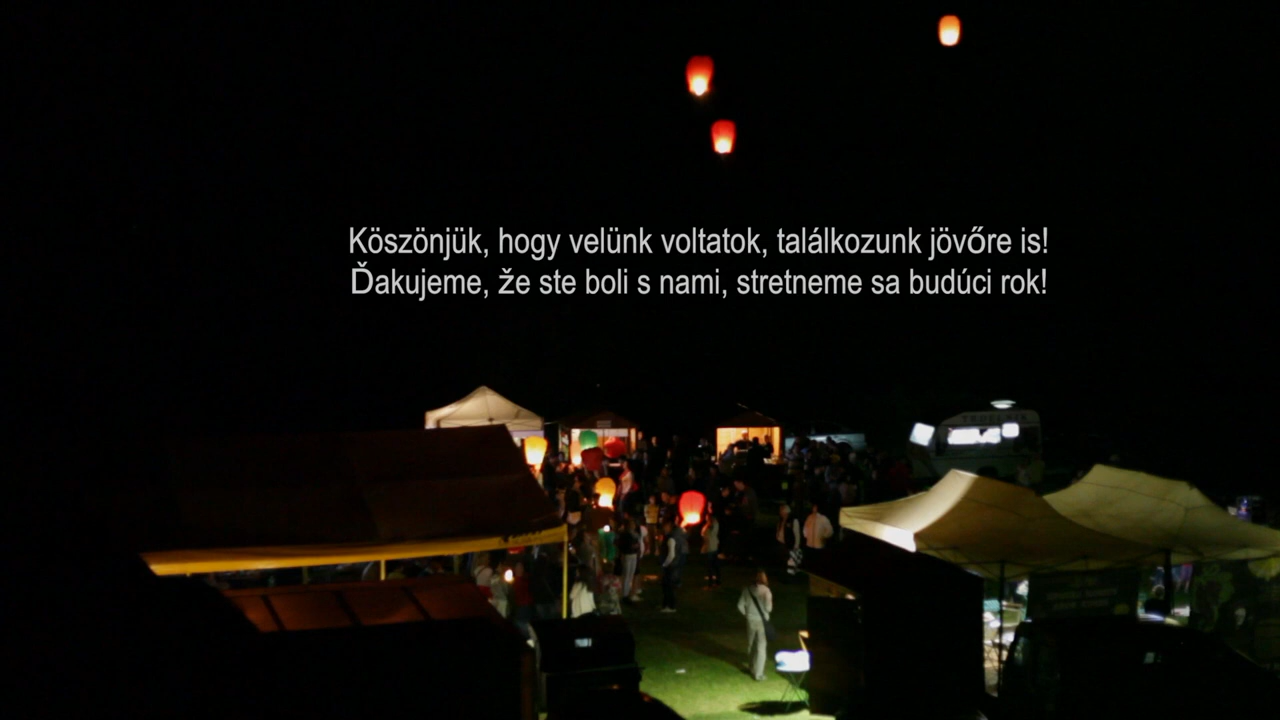 Köszönjük, hogy velünk voltatok, találkozunk jövőre is!
Ďakujeme, že ste boli s nami, stretneme sa budúci rok!